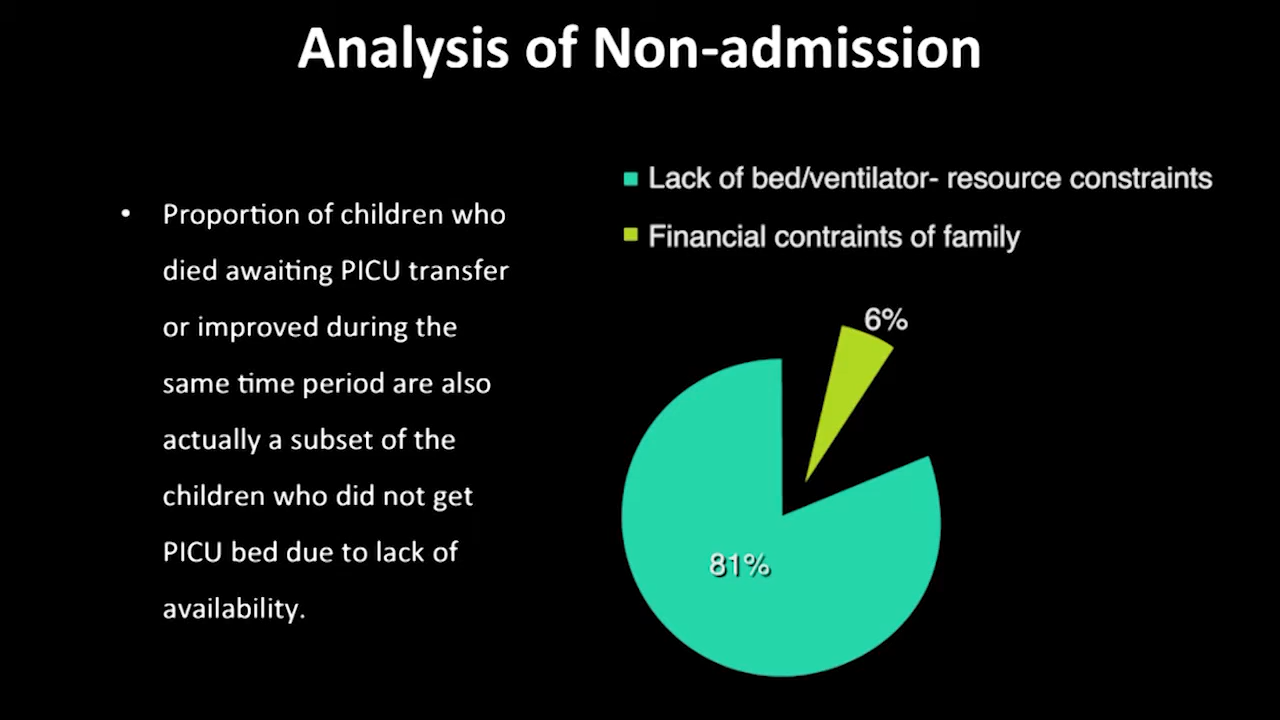 Analysis of Non-admission
• Proportion of children who
died awaiting PICU transfer
or improved during the
same time period are also
actually a subset of the
children who did not get
PICU bed due to lack of
availability.
Lack of bed/ventilator- resource constraints
Financial contraints of family
6%
81%